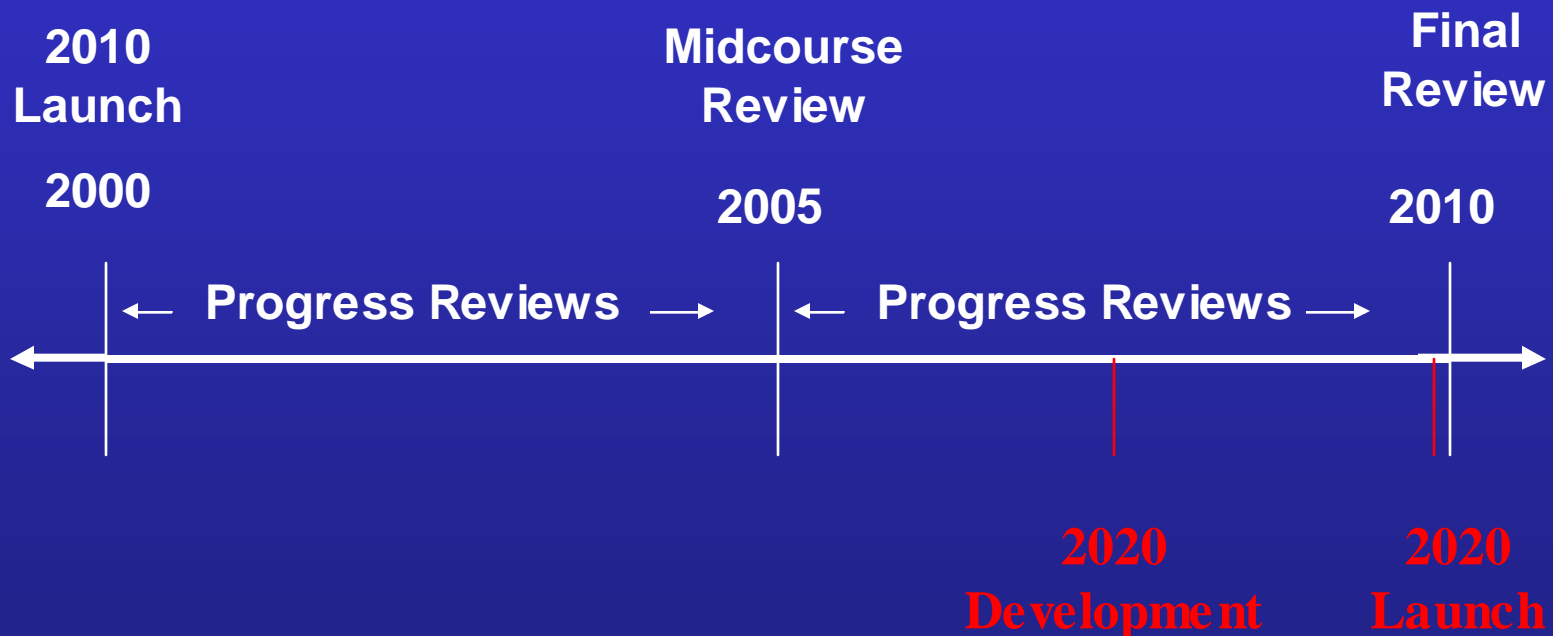 2010
Launch
2000
Midcourse
Review
2005
Final
Review
2010
Progress Reviews
Progress Reviews
2020
Development
2020
Launch